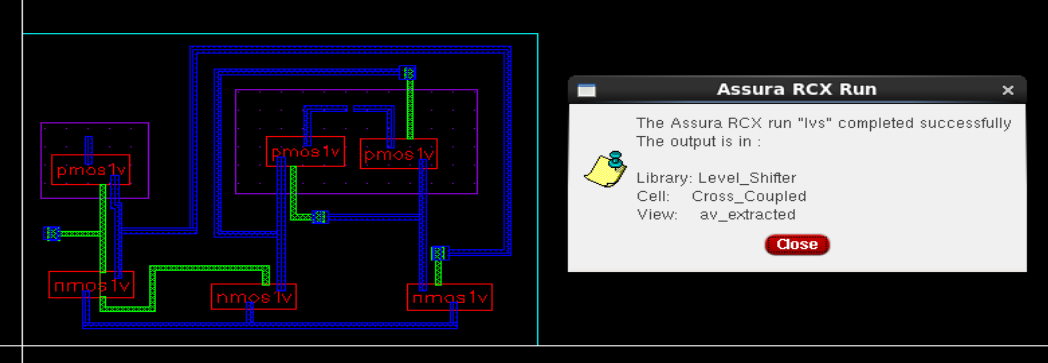 pmos1v
pmos1v
pmos1v
nmos1v
nmos1v
nmos1v
Assura RCX Run
The Assura RCX run "lvs" completed successfully
The output is in :
Library: Level_Shifter
Cell: Cross_Coupled
View: av_extracted
Close